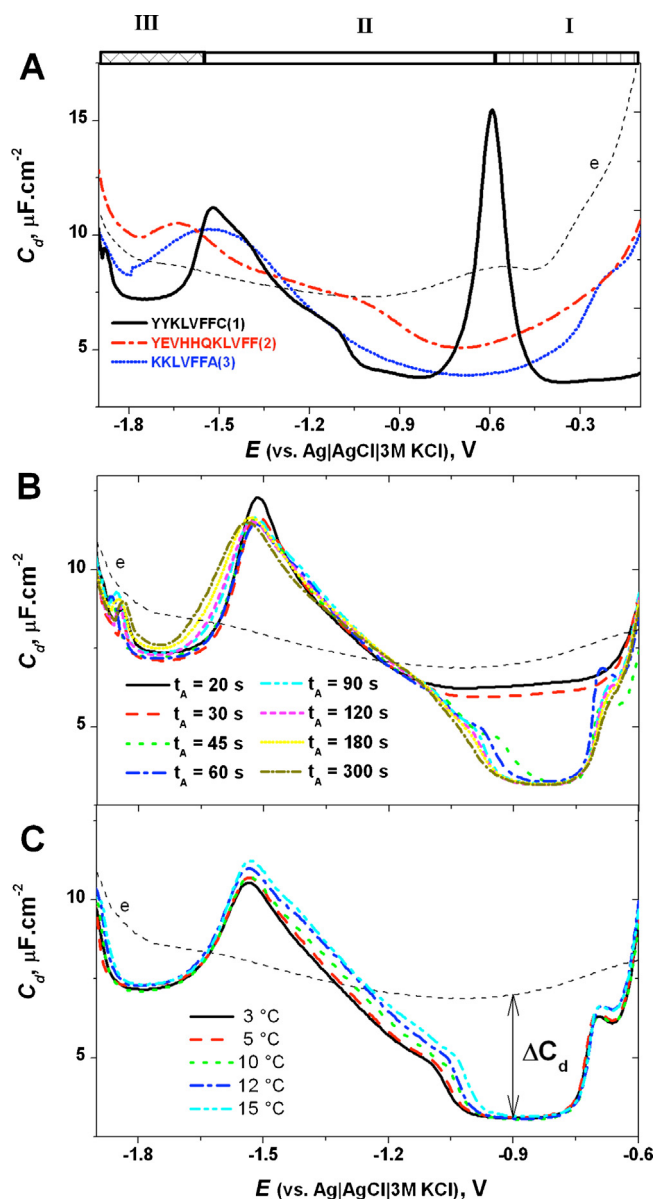 III II I
A
15
10
5
C_d, µF.cm⁻²
e
YYKLVFFC(1)
YEVHHQKLVFF(2)
KKLVFFA(3)
-1.8 -1.5 -1.2 -0.9 -0.6 -0.3
E (vs. Ag|AgCl|3M KCl), V
B
10
5
C_d, µF.cm⁻²
e
t_A = 20 s t_A = 90 s
t_A = 30 s t_A = 120 s
t_A = 45 s t_A = 180 s
t_A = 60 s t_A = 300 s
C
10
5
C_d, µF.cm⁻²
e
3 °C
5 °C
10 °C
12 °C
15 °C
ΔC_d
-1.8 -1.5 -1.2 -0.9 -0.6
E (vs. Ag|AgCl|3M KCl), V